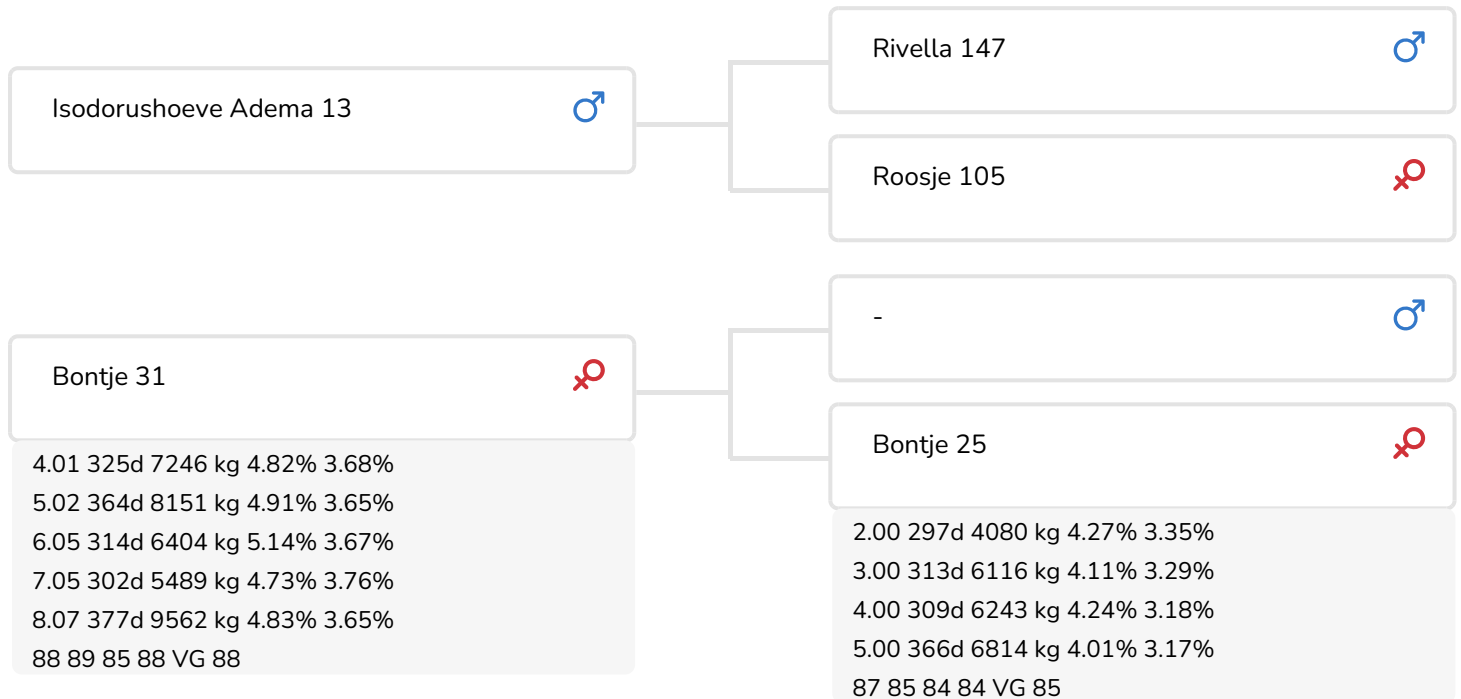 Isodorushoeve Adema 13
Rivella 147
Roosje 105
Bontje 31
4.01 325d 7246 kg 4.82% 3.68%
5.02 364d 8151 kg 4.91% 3.65%
6.05 314d 6404 kg 5.14% 3.67%
7.05 302d 5489 kg 4.73% 3.76%
8.07 377d 9562 kg 4.83% 3.65%
88 89 85 88 VG 88
-
Bontje 25
2.00 297d 4080 kg 4.27% 3.35%
3.00 313d 6116 kg 4.11% 3.29%
4.00 309d 6243 kg 4.24% 3.18%
5.00 366d 6814 kg 4.01% 3.17%
87 85 84 84 VG 85